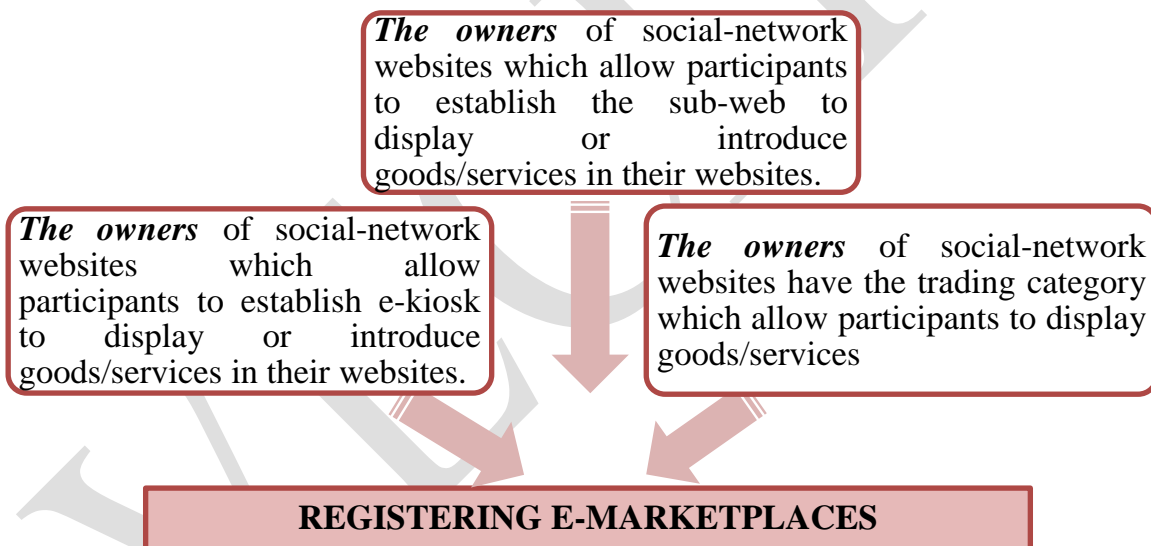 The owners of social-network
websites which allow participants
to establish the sub-web to
display or introduce
goods/services in their websites.
The owners of social-network
websites which allow
participants to establish e-kiosk
to display or introduce
goods/services in their websites.
The owners of social-network
websites have the trading category
which allow participants to display
goods/services
REGISTERING E-MARKETPLACES